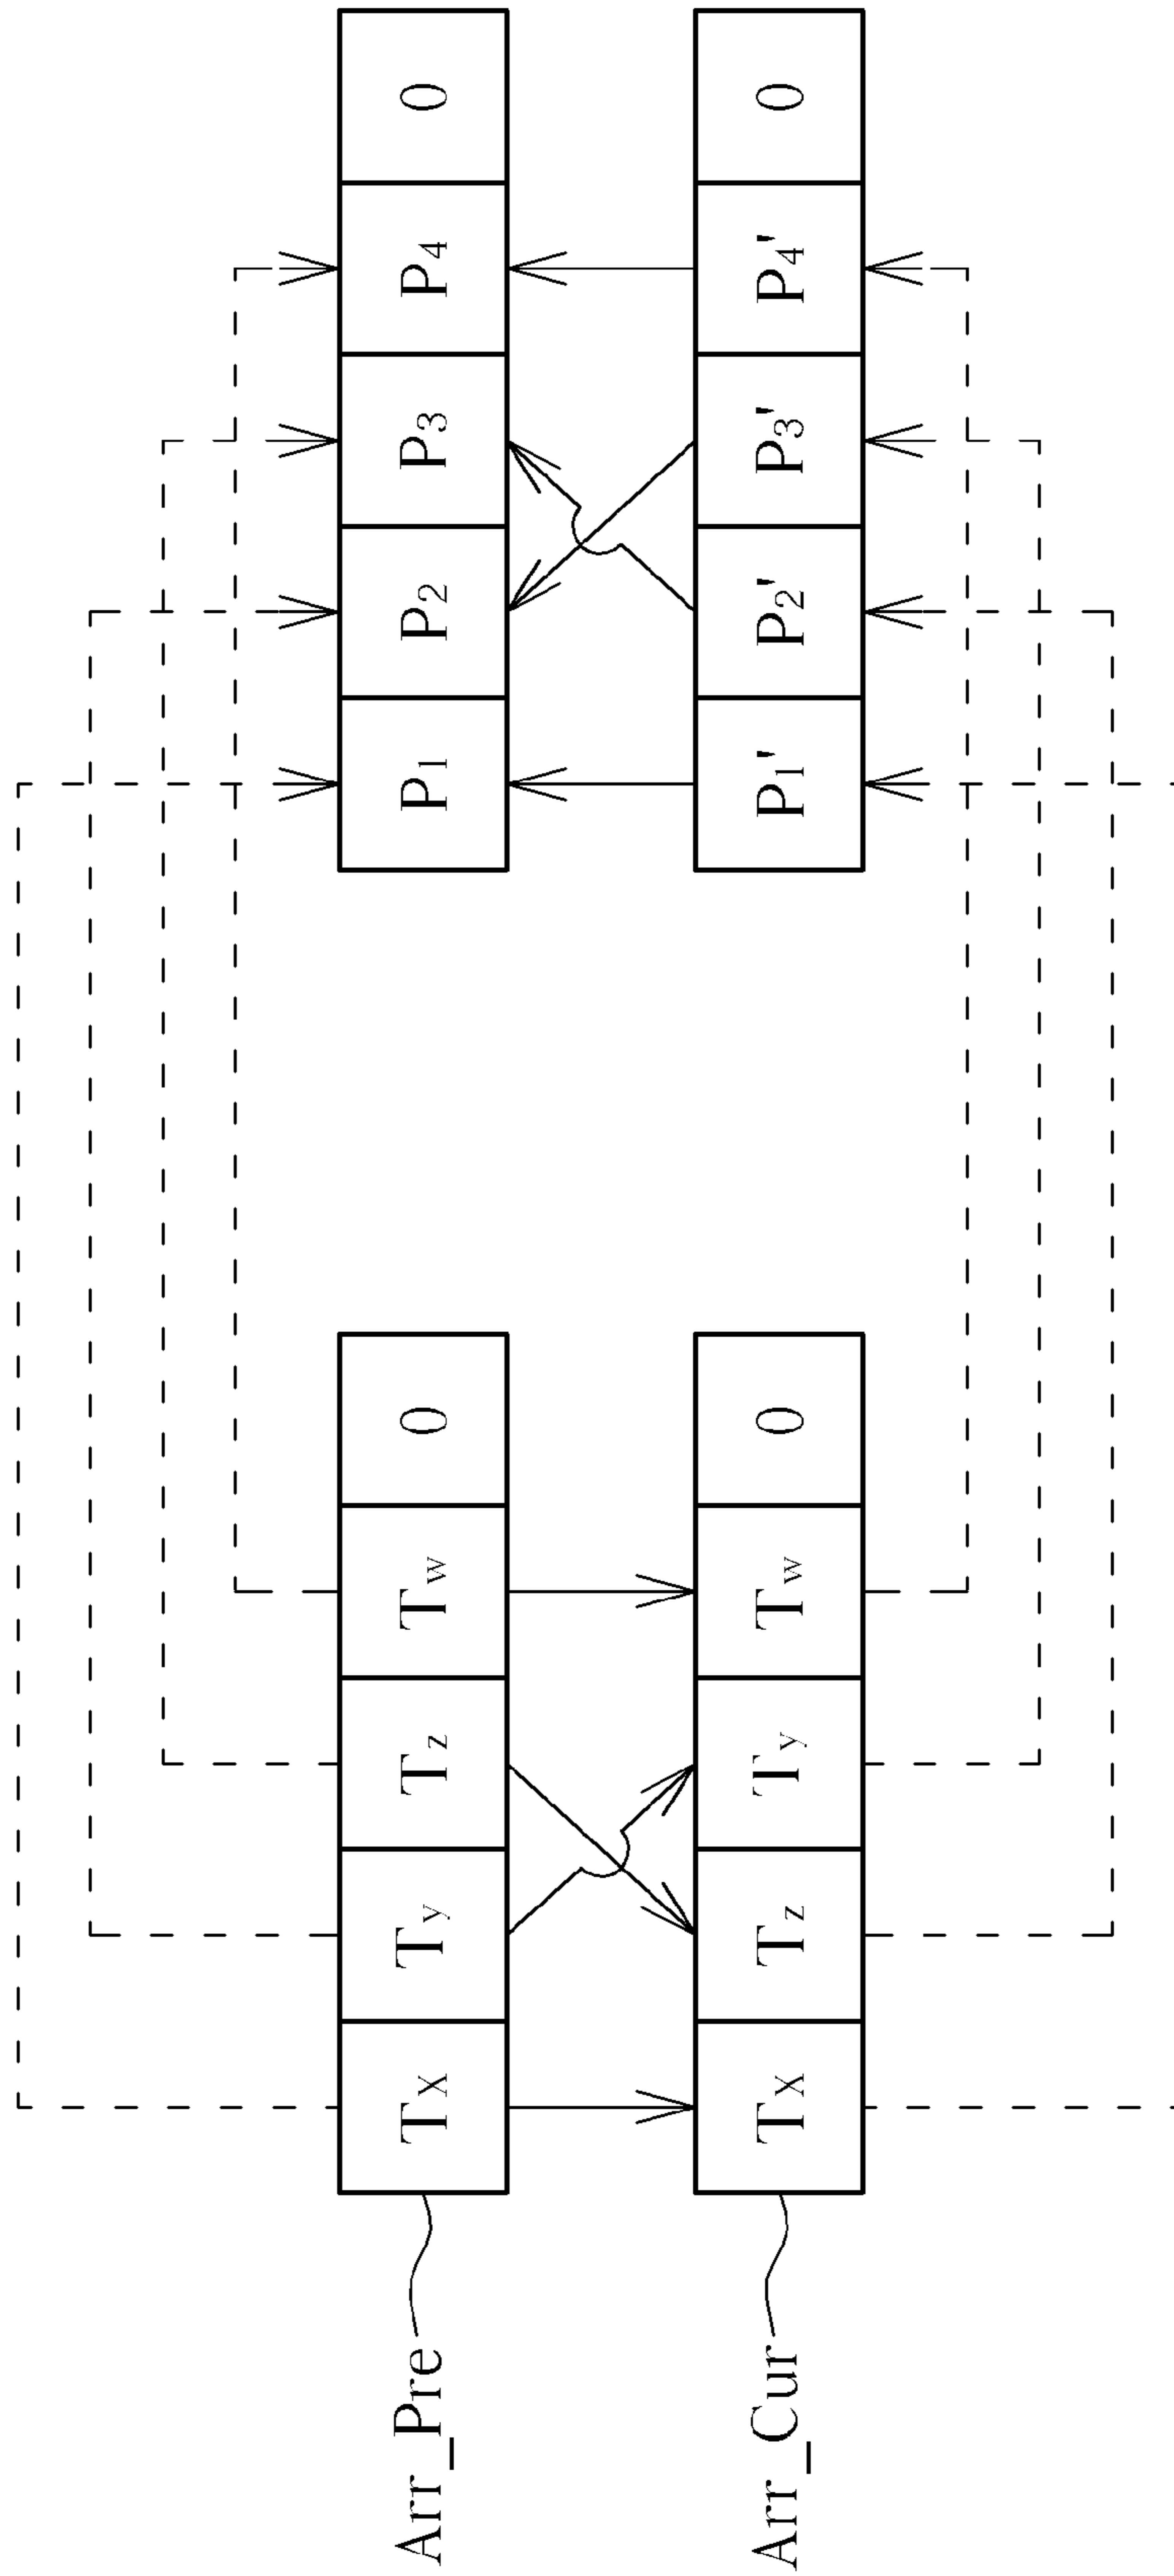 Arr_Pre Tx Ty Tz Tw 0 P1 P2 P3 P4 0
Arr_Cur Tx Tz Ty Tw 0 P1' P2' P3' P4' 0